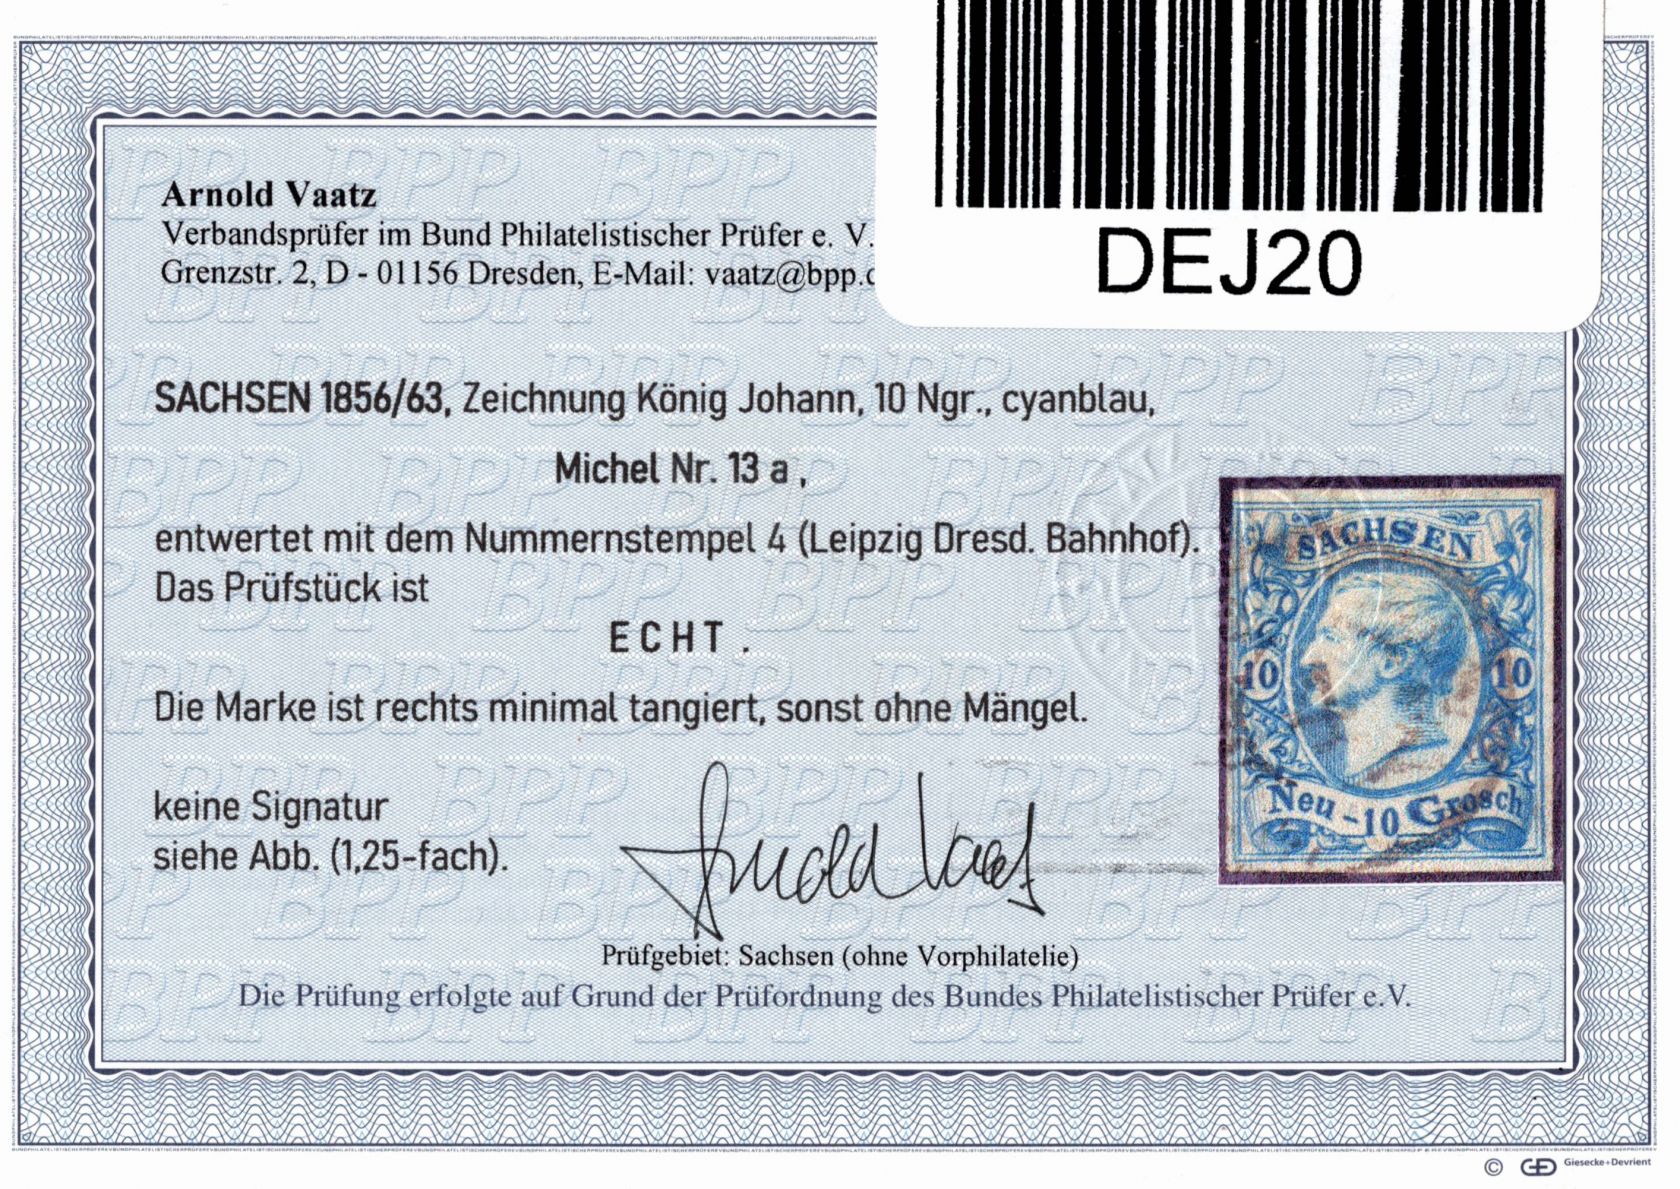 DEJ20
Arnold Vaatz
Verbandsprüfer im Bund Philatelistischer Prüfer e. V.
Grenzstr. 2, D - 01156 Dresden, E-Mail: vaatz@bpp.
SACHSEN 1856/63, Zeichnung König Johann, 10 Ngr., cyanblau,
Michel Nr. 13 a ,
entwertet mit dem Nummernstempel 4 (Leipzig Dresd. Bahnhof).
Das Prüfstück ist
ECHT .
Die Marke ist rechts minimal tangiert, sonst ohne Mängel.
keine Signatur
siehe Abb. (1,25-fach).
Arnold Vaatz
SACHSEN
10 10
Neu - 10 Grosch
Prüfgebiet: Sachsen (ohne Vorphilatelie)
Die Prüfung erfolgte auf Grund der Prüfordnung des Bundes Philatelistischer Prüfer e.V.
© GD Giesecke+Devrient